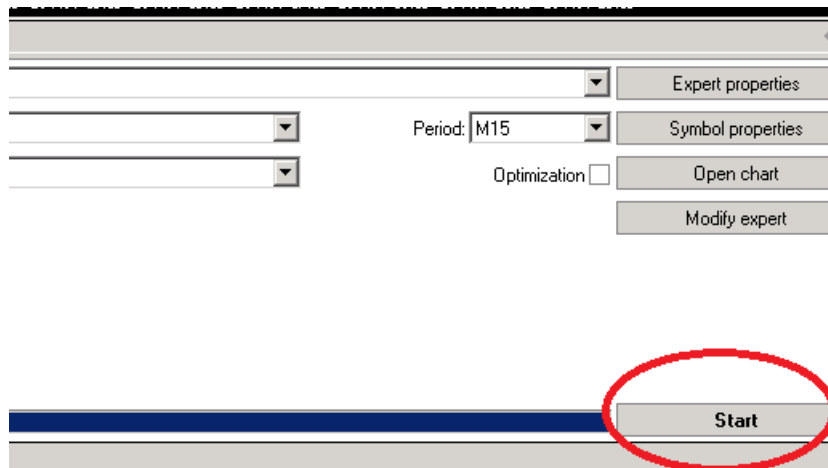 Expert properties
Period: M15 Symbol properties
Optimization Open chart
Modify expert
Start